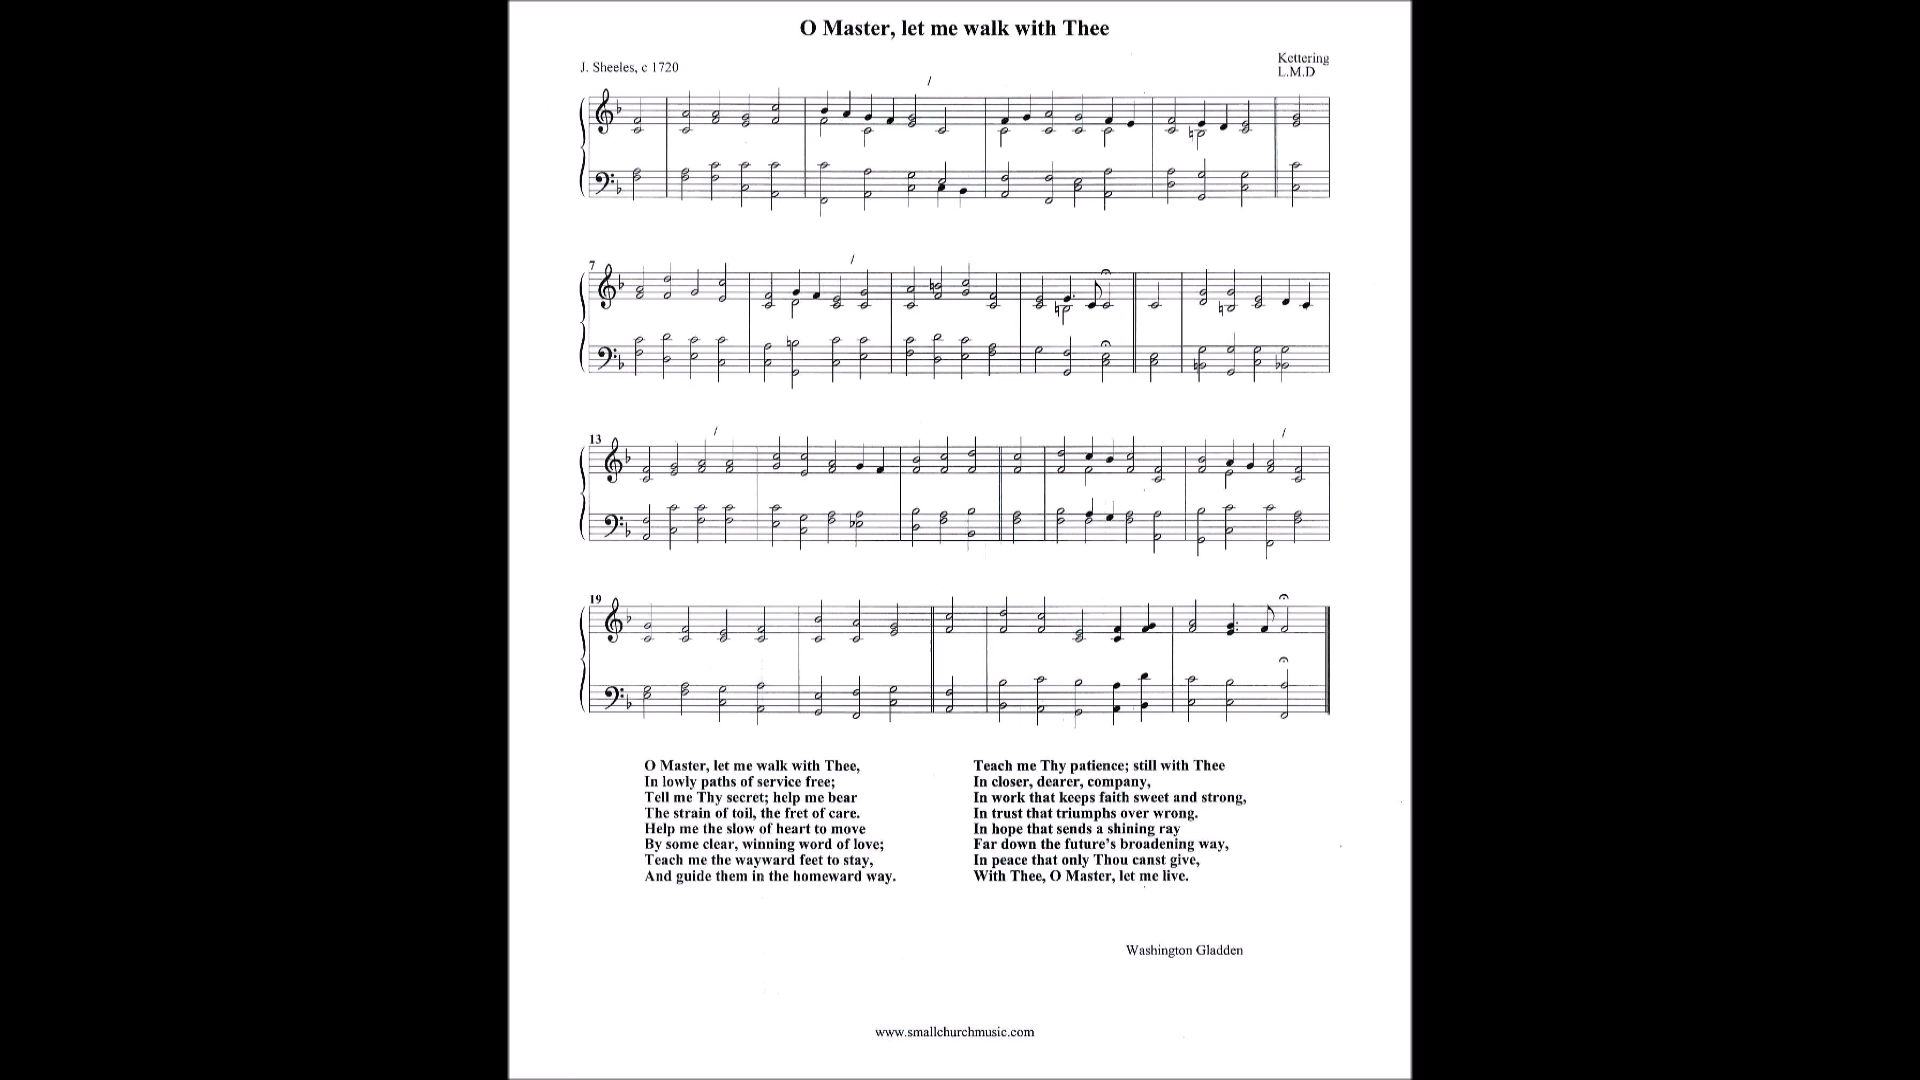 O Master, let me walk with Thee
J. Sheeles, c 1720
Kettering
L.M.D
7
13
19
O Master, let me walk with Thee,
In lowly paths of service free;
Tell me Thy secret; help me bear
The strain of toil, the fret of care.
Help me the slow of heart to move
By some clear, winning word of love;
Teach me the wayward feet to stay,
And guide them in the homeward way.
Teach me Thy patience; still with Thee
In closer, dearer, company,
In work that keeps faith sweet and strong,
In trust that triumphs over wrong.
In hope that sends a shining ray
Far down the future's broadening way,
In peace that only Thou canst give,
With Thee, O Master, let me live.
Washington Gladden
www.smallchurchmusic.com